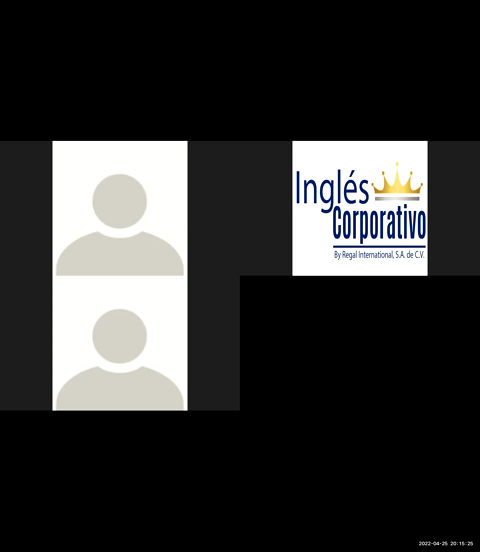 Inglés
Corporativo
By Regal International, S.A. de C.V.
2022-04-25 20:15:25